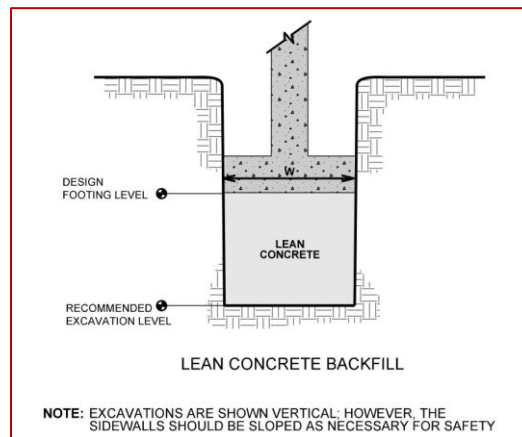 W
DESIGN
FOOTING LEVEL
LEAN
CONCRETE
RECOMMENDED
EXCAVATION LEVEL
LEAN CONCRETE BACKFILL
NOTE: EXCAVATIONS ARE SHOWN VERTICAL; HOWEVER, THE
SIDEWALLS SHOULD BE SLOPED AS NECESSARY FOR SAFETY